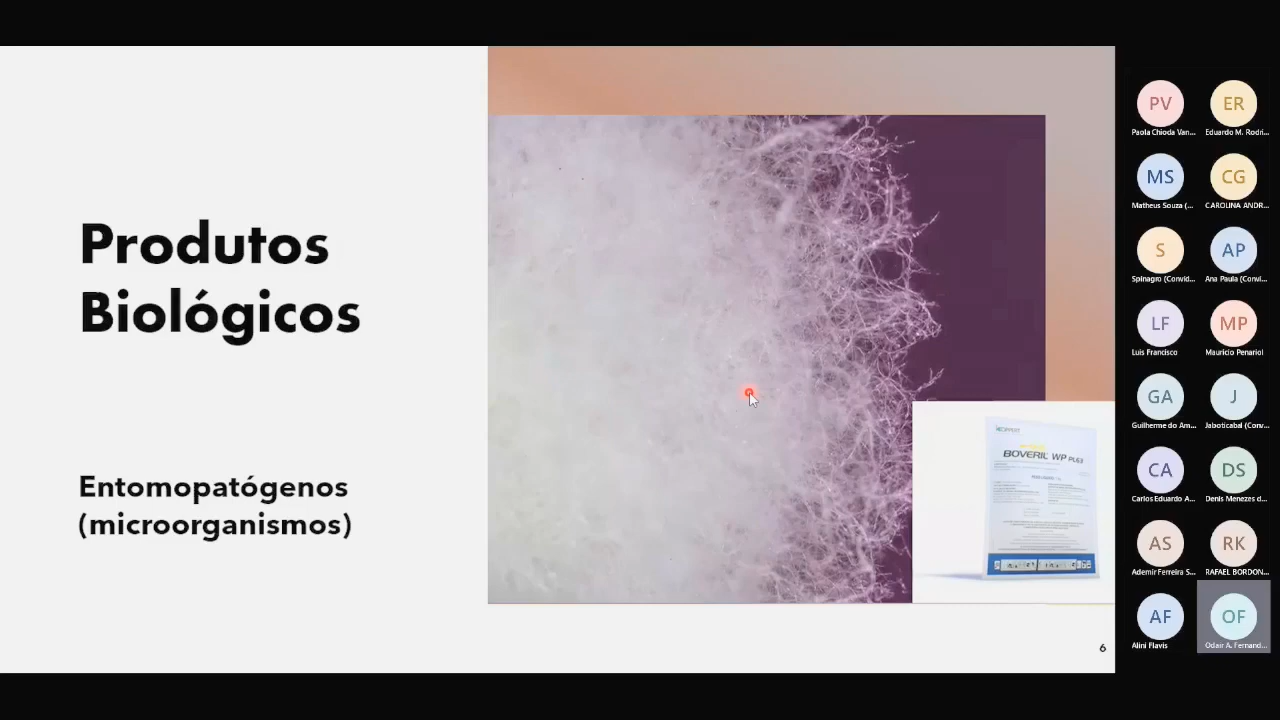 Produtos
Biológicos
Entomopatógenos
(microorganismos)
KOPPERT
BOVERIL WP PL63
6
PV
ER
Paola Chioda Van...
Eduardo M. Rodri...
MS
CG
Matheus Souza (...
CAROLINA ANDR...
S
AP
Spinagro (Convid...
Ana Paula (Convi...
LF
MP
Luis Francisco
Mauricio Penariol
GA
J
Guilherme do Am...
Jaboticabal (Conv...
CA
DS
Carlos Eduardo A...
Denis Menezes d...
AS
RK
Ademir Ferreira S...
RAFAEL BORDON...
AF
OF
Alini Flavis
Odair A. Fernand...